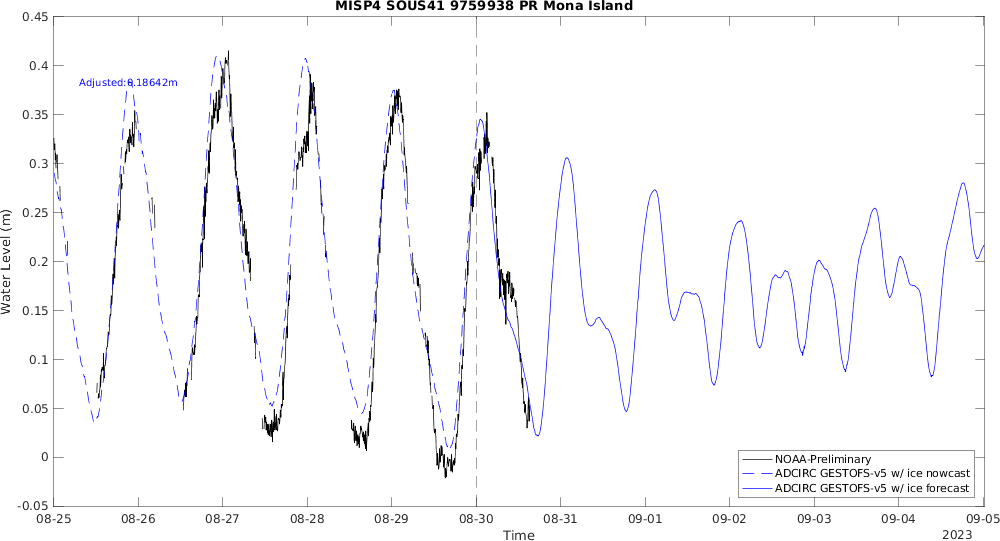 MISP4 SOUS41 9759938 PR Mona Island
0.45
0.4
0.35
0.3
0.25
0.2
0.15
0.1
0.05
0
-0.05
Water Level (m)
NOAA-Preliminary
ADCIRC GESTOFS-v5 w/ ice nowcast
ADCIRC GESTOFS-v5 w/ ice forecast
08-25 08-26 08-27 08-28 08-29 08-30 08-31 09-01 09-02 09-03 09-04 09-05
Time
2023